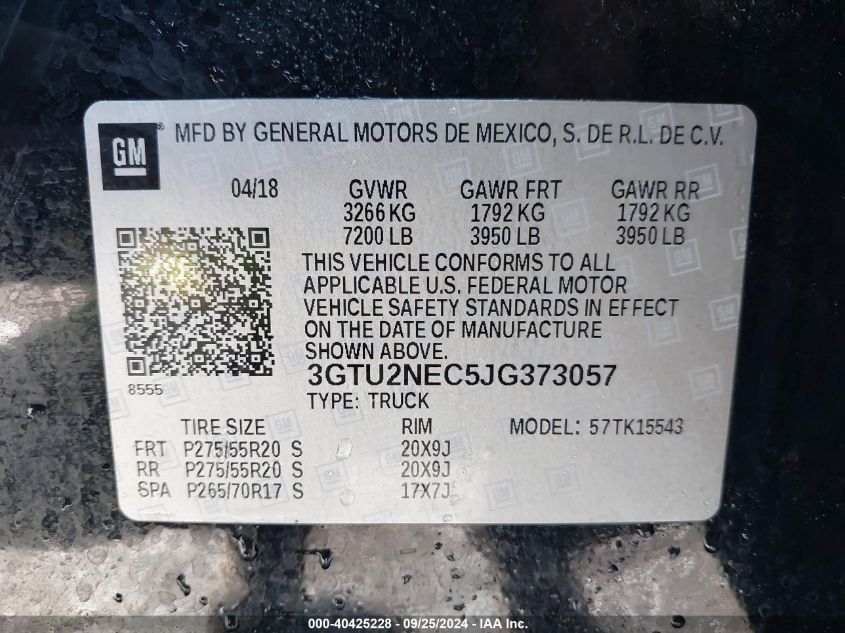 GM
MFD BY GENERAL MOTORS DE MEXICO, S. DE R.L. DE C.V.
04/18 GVWR GAWR FRT GAWR RR
3266 KG 1792 KG 1792 KG
7200 LB 3950 LB 3950 LB
THIS VEHICLE CONFORMS TO ALL
APPLICABLE U.S. FEDERAL MOTOR
VEHICLE SAFETY STANDARDS IN EFFECT
ON THE DATE OF MANUFACTURE
SHOWN ABOVE.
8555
3GTU2NEC5JG373057
TYPE: TRUCK
TIRE SIZE RIM MODEL: 57TK15543
FRT P275/55R20 S 20X9J
RR P275/55R20 S 20X9J
SPA P265/70R17 S 17X7J
000-40425228 - 09/25/2024 - IAA Inc.